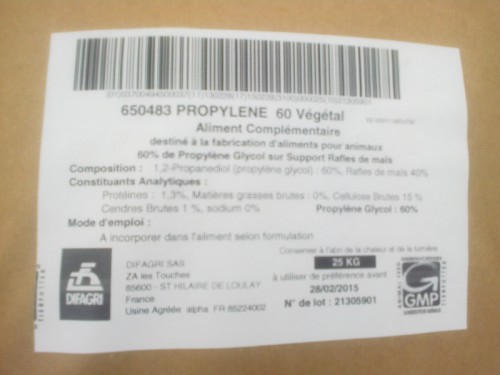 650483 PROPYLENE 60 Végétal
Aliment Complémentaire
destiné à la fabrication d'aliments pour animaux
60% de Propylène Glycol sur Support Rafles de maïs
Composition : 1,2-Propanediol (propylène glycol) : 60%, Rafles de maïs 40%
Constituants Analytiques :
Protéines : 1,3%, Matières grasses brutes : 0%, Cellulose Brutes 15 %
Cendres Brutes 1 %, sodium 0% Propylène Glycol : 60%
Mode d'emploi :
A incorporer dans l'aliment selon formulation
Conserver à l'abri de la chaleur et de la lumière
DIFAGRI
DIFAGRI SAS
ZA les Touches
85600 - ST HILAIRE DE LOULAY
France
Usine Agréée alpha FR 85224002
25 KG
à utiliser de préférence avant
28/02/2015
N° de lot : 21305901
GMP